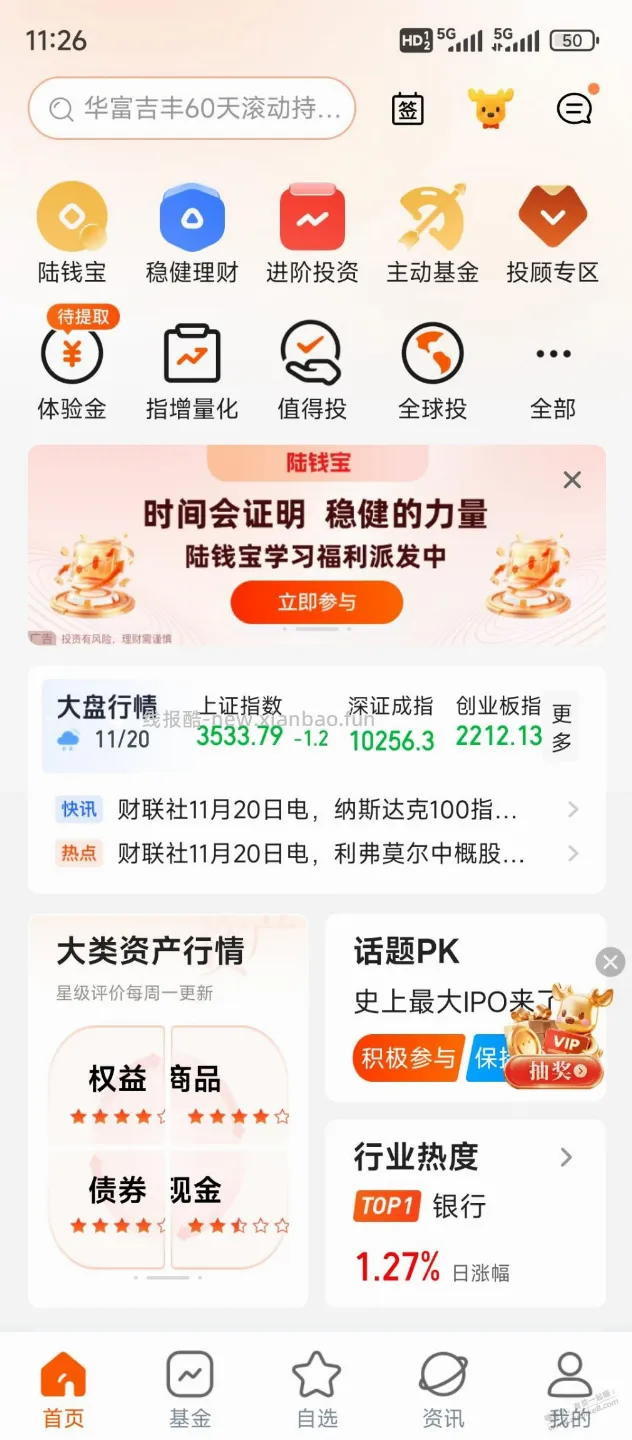 11:26
HD 1 2 5G 5G 50
华富吉丰60天滚动持...
签
陆钱宝 稳健理财 进阶投资 主动基金 投顾专区
待提取
¥
体验金 指增量化 值得投 全球投 全部
陆钱宝
时间会证明 稳健的力量
陆钱宝学习福利派发中
立即参与
广告 投资有风险，理财需谨慎
大盘行情 上证指数 深证成指 创业板指 更多
线报酷-new.xianbao.fun
11/20 3533.79 -1.2 10256.3 2212.13
快讯 财联社11月20日电，纳斯达克100指...
热点 财联社11月20日电，利弗莫尔中概股...
大类资产行情
星级评价每周一更新
权益 商品
债券 现金
话题PK
史上最大IPO来了
积极参与 保
VIP
抽奖
行业热度
TOP1 银行
1.27% 日涨幅
首页 基金 自选 资讯 我的